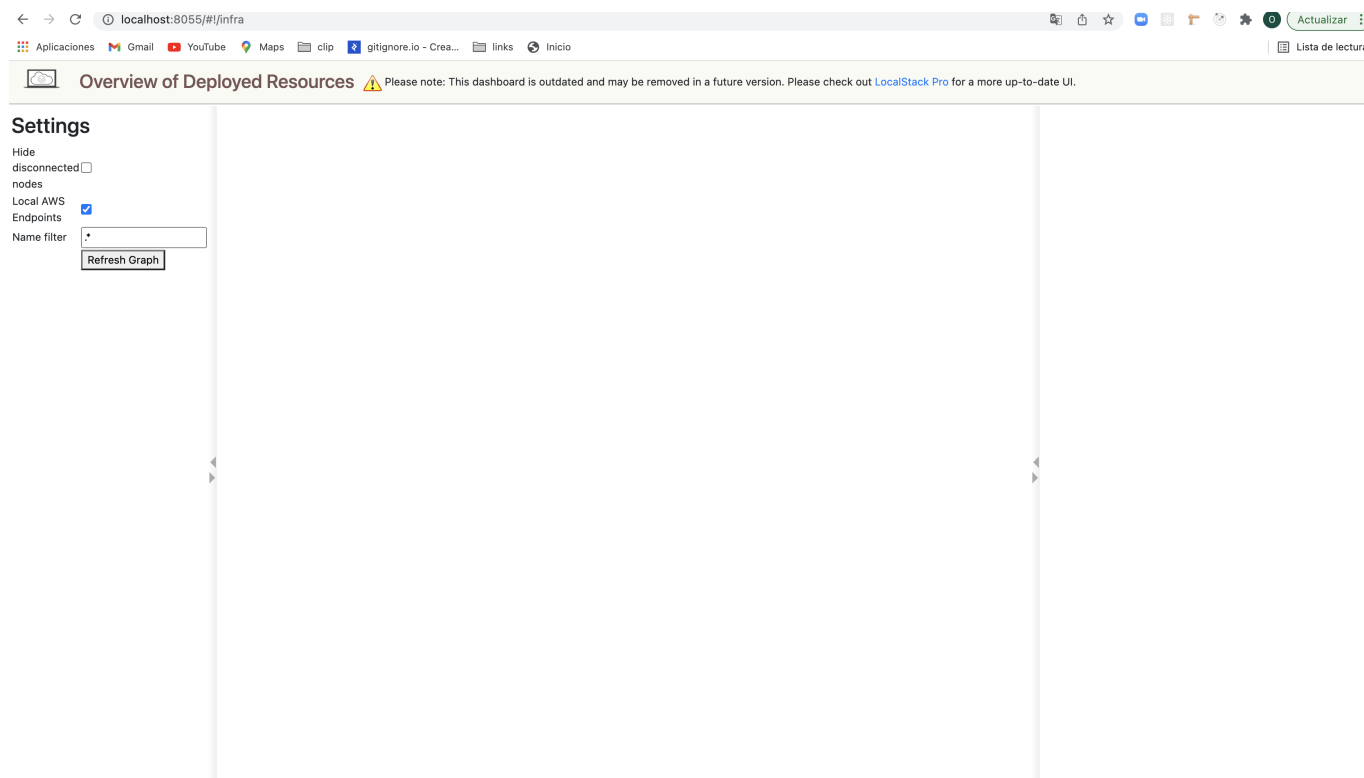 localhost:8055/#!/infra
Actualizar
Aplicaciones Gmail YouTube Maps clip gitignore.io - Crea... links Inicio Lista de lectura
Overview of Deployed Resources Please note: This dashboard is outdated and may be removed in a future version. Please check out LocalStack Pro for a more up-to-date UI.
Settings
Hide
disconnected
nodes
Local AWS
Endpoints
Name filter .*
Refresh Graph